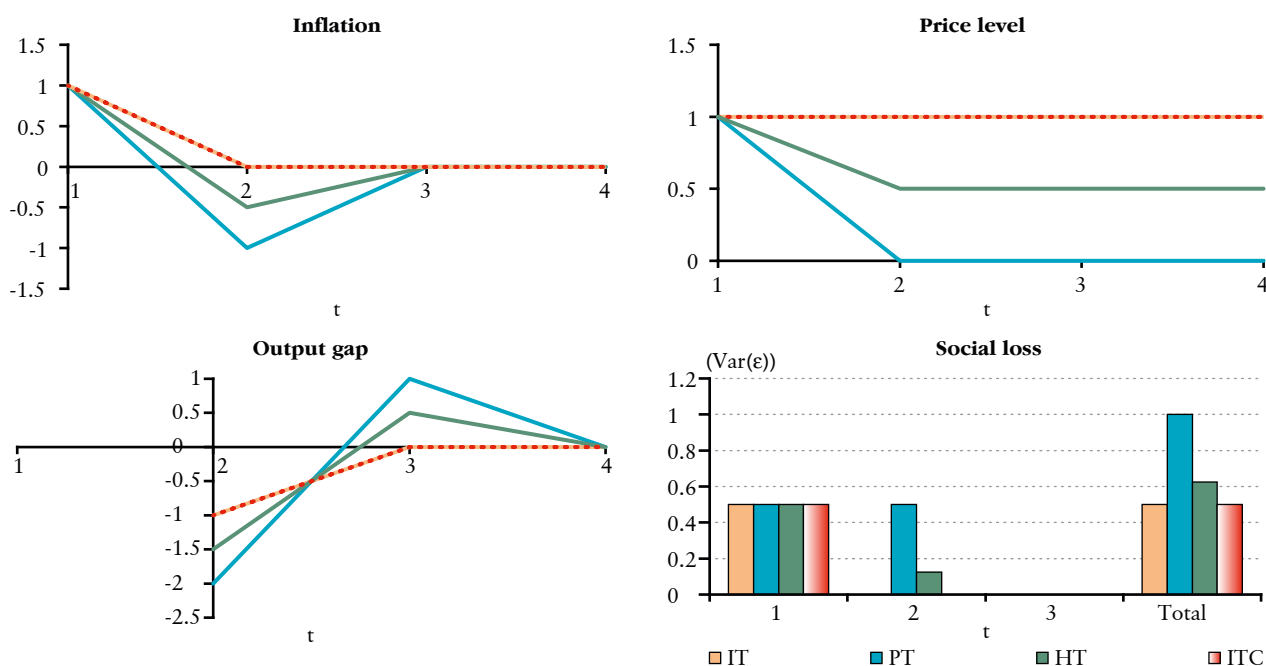 Inflation
1.5
1
0.5
0
-0.5
-1
-1.5
1
2
3
4
t
Price level
1.5
1
0.5
0
1
2
3
4
t
Output gap
1
0.5
0
-0.5
-1
-1.5
-2
-2.5
1
2
3
4
t
Social loss
(Var(ε))
1.2
1
0.8
0.6
0.4
0.2
0
1
2
3
Total
t
IT
PT
HT
ITC